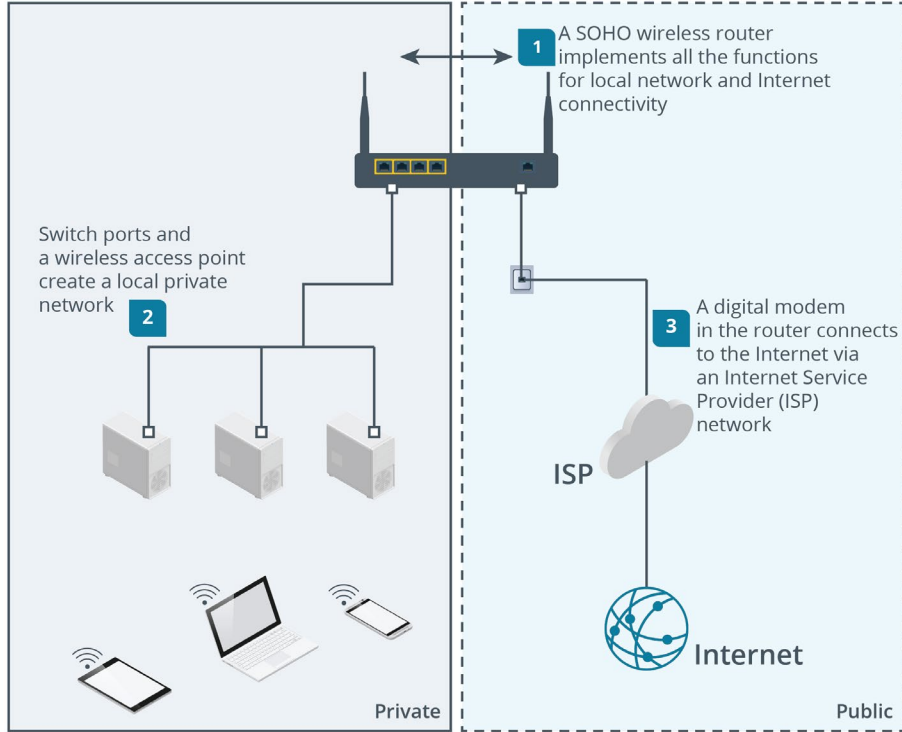 1
A SOHO wireless router
implements all the functions
for local network and Internet
connectivity
Switch ports and
a wireless access point
create a local private
network
2
3
A digital modem
in the router connects
to the Internet via
an Internet Service
Provider (ISP)
network
ISP
Internet
Private
Public